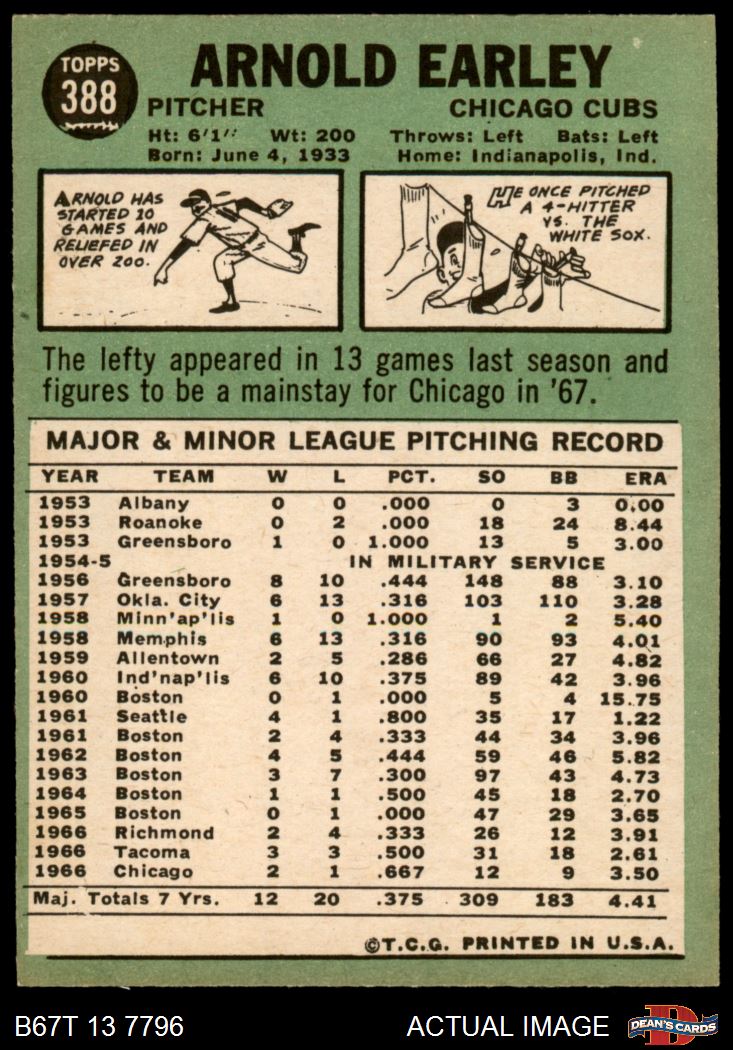 TOPPS
388
ARNOLD EARLEY
PITCHER CHICAGO CUBS
Ht: 6'1" Wt: 200 Throws: Left Bats: Left
Born: June 4, 1933 Home: Indianapolis, Ind.
ARNOLD HAS
STARTED 10
GAMES AND
RELIEFED IN
OVER 200.
HE ONCE PITCHED
A 4-HITTER
VS. THE
WHITE SOX.
The lefty appeared in 13 games last season and
figures to be a mainstay for Chicago in '67.
MAJOR & MINOR LEAGUE PITCHING RECORD
YEAR TEAM W L PCT. SO BB ERA
1953 Albany 0 0 .000 0 3 0.00
1953 Roanoke 0 2 .000 18 24 8.44
1953 Greensboro 1 0 1.000 13 5 3.00
1954-5 IN MILITARY SERVICE
1956 Greensboro 8 10 .444 148 88 3.10
1957 Okla. City 6 13 .316 103 110 3.28
1958 Minn'ap'lis 1 0 1.000 1 2 5.40
1958 Memphis 6 13 .316 90 93 4.01
1959 Allentown 2 5 .286 66 27 4.82
1960 Ind'nap'lis 6 10 .375 89 42 3.96
1960 Boston 0 1 .000 5 4 15.75
1961 Seattle 4 1 .800 35 17 1.22
1961 Boston 2 4 .333 44 34 3.96
1962 Boston 4 5 .444 59 46 5.82
1963 Boston 3 7 .300 97 43 4.73
1964 Boston 1 1 .500 45 18 2.70
1965 Boston 0 1 .000 47 29 3.65
1966 Richmond 2 4 .333 26 12 3.91
1966 Tacoma 3 3 .500 31 18 2.61
1966 Chicago 2 1 .667 12 9 3.50
Maj. Totals 7 Yrs. 12 20 .375 309 183 4.41
©T.C.G. PRINTED IN U.S.A.
B67T 13 7796 ACTUAL IMAGE DEAN'S CARDS